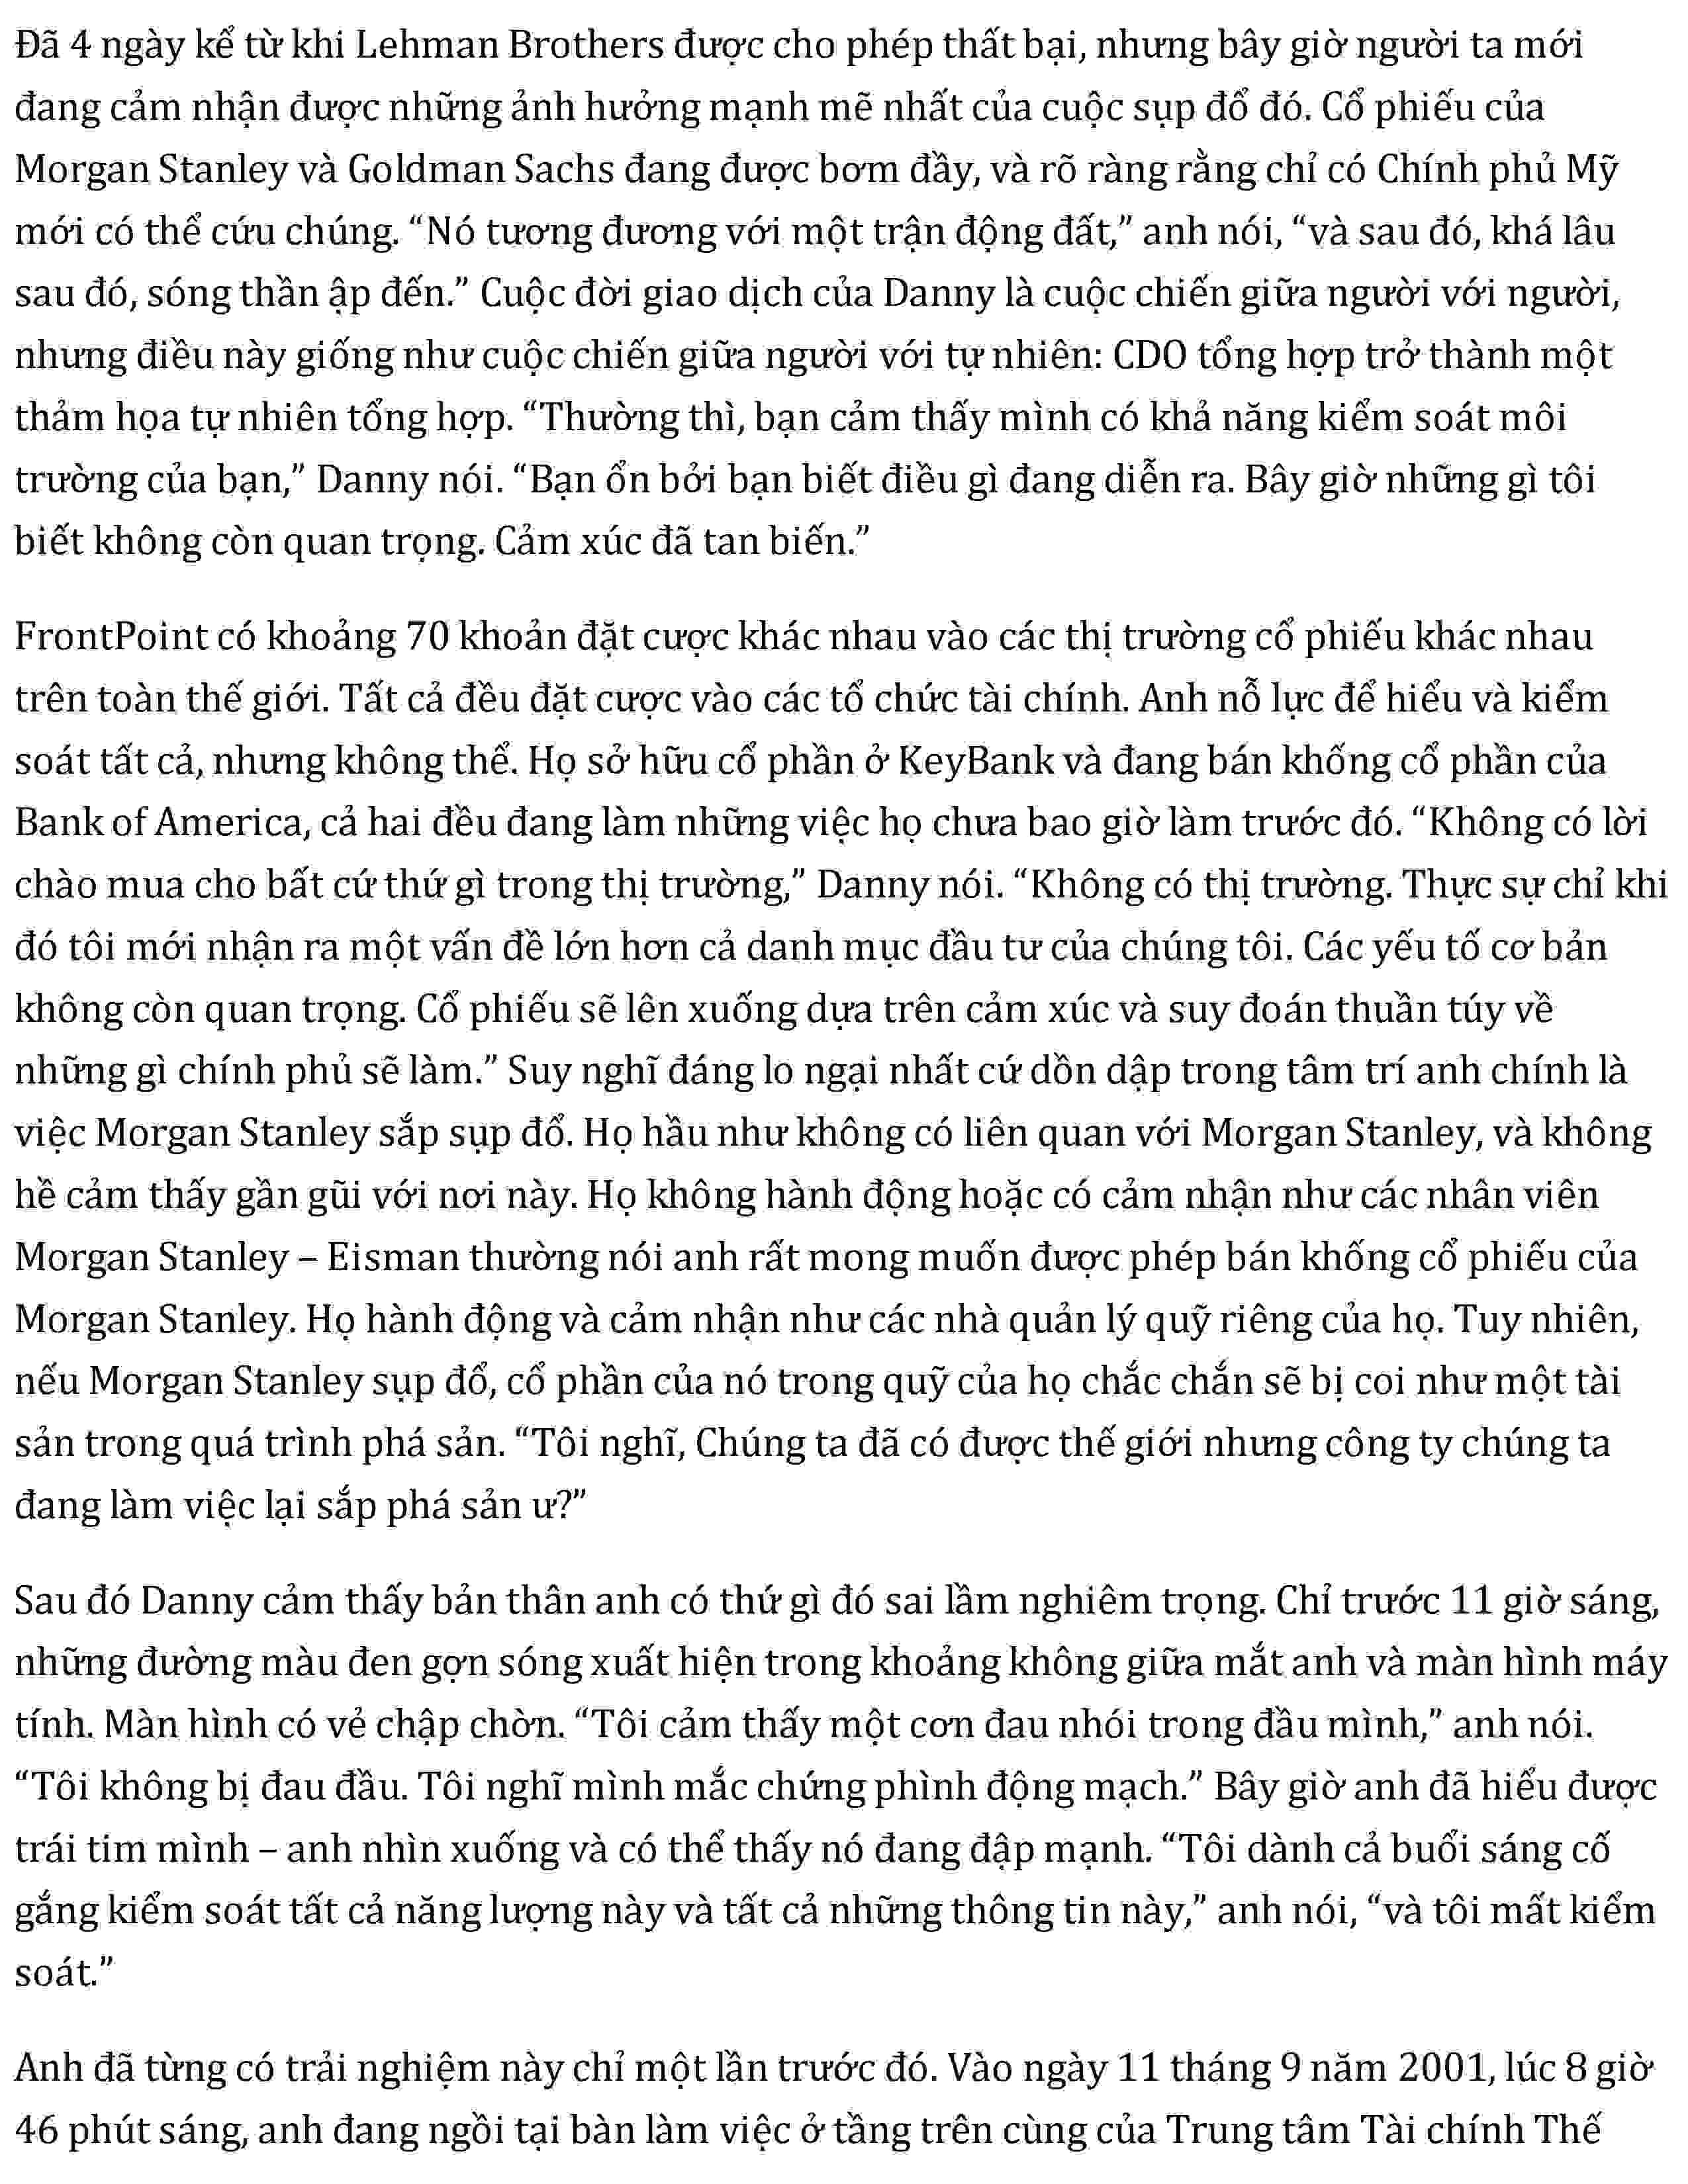 Đã 4 ngày kể từ khi Lehman Brothers được cho phép thất bại, nhưng bây giờ người ta mới
đang cảm nhận được những ảnh hưởng mạnh mẽ nhất của cuộc sụp đổ đó. Cổ phiếu của
Morgan Stanley và Goldman Sachs đang được bơm đầy, và rõ ràng rằng chỉ có Chính phủ Mỹ
mới có thể cứu chúng. “Nó tương đương với một trận động đất,” anh nói, “và sau đó, khá lâu
sau đó, sóng thần ập đến.” Cuộc đời giao dịch của Danny là cuộc chiến giữa người với người,
nhưng điều này giống như cuộc chiến giữa người với tự nhiên: CDO tổng hợp trở thành một
thảm họa tự nhiên tổng hợp. “Thường thì, bạn cảm thấy mình có khả năng kiểm soát môi
trường của bạn,” Danny nói. “Bạn ổn bởi bạn biết điều gì đang diễn ra. Bây giờ những gì tôi
biết không còn quan trọng. Cảm xúc đã tan biến.”
FrontPoint có khoảng 70 khoản đặt cược khác nhau vào các thị trường cổ phiếu khác nhau
trên toàn thế giới. Tất cả đều đặt cược vào các tổ chức tài chính. Anh nỗ lực để hiểu và kiểm
soát tất cả, nhưng không thể. Họ sở hữu cổ phần ở KeyBank và đang bán khống cổ phần của
Bank of America, cả hai đều đang làm những việc họ chưa bao giờ làm trước đó. “Không có lời
chào mua cho bất cứ thứ gì trong thị trường,” Danny nói. “Không có thị trường. Thực sự chỉ khi
đó tôi mới nhận ra một vấn đề lớn hơn cả danh mục đầu tư của chúng tôi. Các yếu tố cơ bản
không còn quan trọng. Cổ phiếu sẽ lên xuống dựa trên cảm xúc và suy đoán thuần túy về
những gì chính phủ sẽ làm.” Suy nghĩ đáng lo ngại nhất cứ dồn dập trong tâm trí anh chính là
việc Morgan Stanley sắp sụp đổ. Họ hầu như không có liên quan với Morgan Stanley, và không
hề cảm thấy gần gũi với nơi này. Họ không hành động hoặc có cảm nhận như các nhân viên
Morgan Stanley – Eisman thường nói anh rất mong muốn được phép bán khống cổ phiếu của
Morgan Stanley. Họ hành động và cảm nhận như các nhà quản lý quỹ riêng của họ. Tuy nhiên,
nếu Morgan Stanley sụp đổ, cổ phần của nó trong quỹ của họ chắc chắn sẽ bị coi như một tài
sản trong quá trình phá sản. “Tôi nghĩ, Chúng ta đã có được thế giới nhưng công ty chúng ta
đang làm việc lại sắp phá sản ư?”
Sau đó Danny cảm thấy bản thân anh có thứ gì đó sai lầm nghiêm trọng. Chỉ trước 11 giờ sáng,
những đường màu đen gợn sóng xuất hiện trong khoảng không giữa mắt anh và màn hình máy
tính. Màn hình có vẻ chập chờn. “Tôi cảm thấy một cơn đau nhói trong đầu mình,” anh nói.
“Tôi không bị đau đầu. Tôi nghĩ mình mắc chứng phình động mạch.” Bây giờ anh đã hiểu được
trái tim mình – anh nhìn xuống và có thể thấy nó đang đập mạnh. “Tôi dành cả buổi sáng cố
gắng kiểm soát tất cả năng lượng này và tất cả những thông tin này,” anh nói, “và tôi mất kiểm
soát.”
Anh đã từng có trải nghiệm này chỉ một lần trước đó. Vào ngày 11 tháng 9 năm 2001, lúc 8 giờ
46 phút sáng, anh đang ngồi tại bàn làm việc ở tầng trên cùng của Trung tâm Tài chính Thế